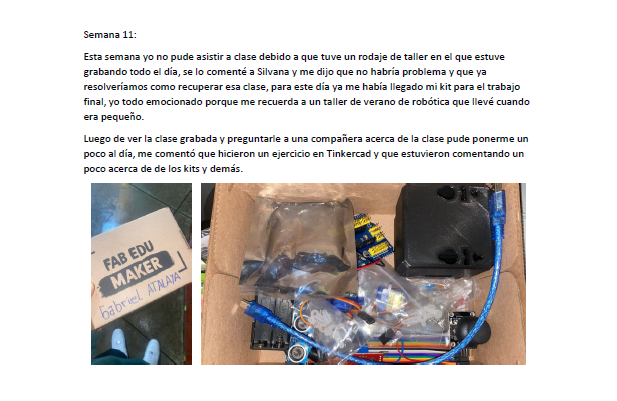 Semana 11:
Esta semana yo no pude asistir a clase debido a que tuve un rodaje de taller en el que estuve
grabando todo el día, se lo comenté a Silvana y me dijo que no habría problema y que ya
resolveríamos como recuperar esa clase, para este día ya me había llegado mi kit para el trabajo
final, yo todo emocionado porque me recuerda a un taller de verano de robótica que llevé cuando
era pequeño.
Luego de ver la clase grabada y preguntarle a una compañera acerca de la clase pude ponerme un
poco al día, me comentó que hicieron un ejercicio en Tinkercad y que estuvieron comentando un
poco acerca de de los kits y demás.
FAB EDU
MAKER
Gabriel ATALAYA